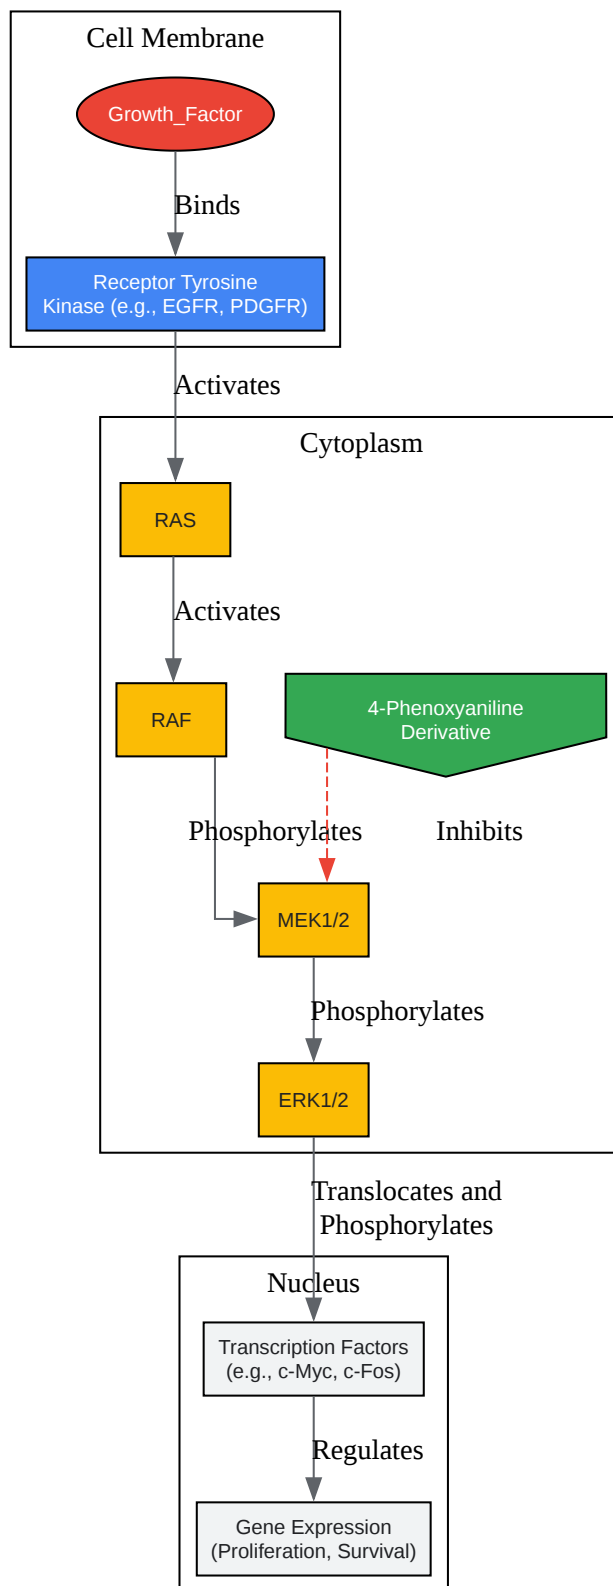 Cell Membrane
Growth_Factor
Binds
Receptor Tyrosine
Kinase (e.g., EGFR, PDGFR)
Activates
Cytoplasm
RAS
Activates
RAF
4-Phenoxyaniline
Derivative
Phosphorylates
Inhibits
MEK1/2
Phosphorylates
ERK1/2
Translocates and
Phosphorylates
Nucleus
Transcription Factors
(e.g., c-Myc, c-Fos)
Regulates
Gene Expression
(Proliferation, Survival)